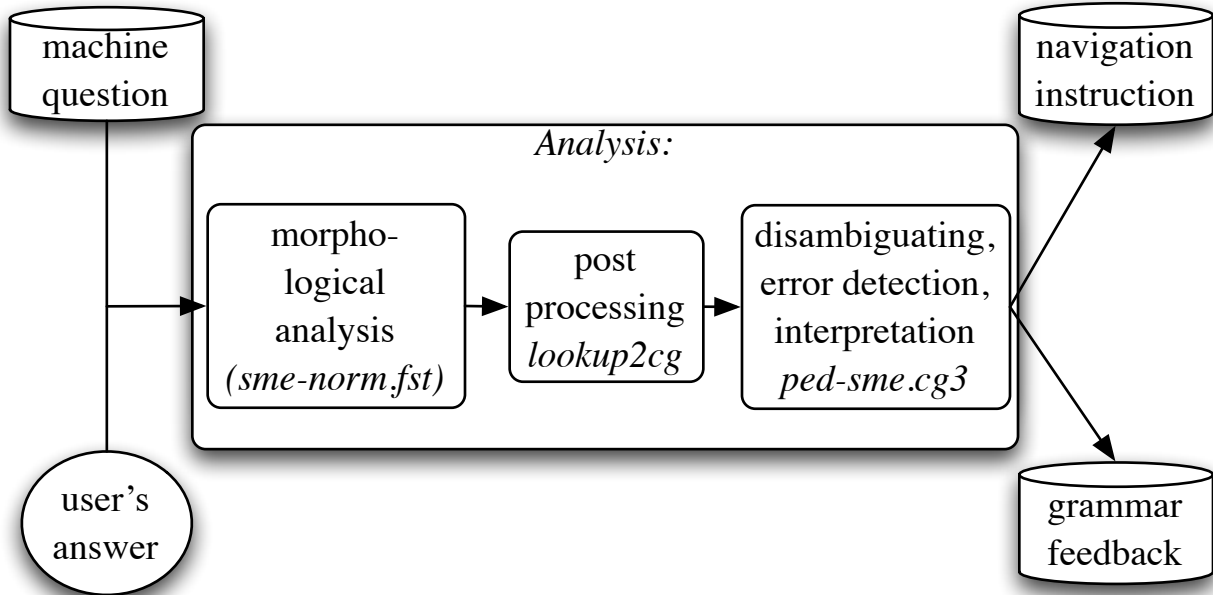 machine
question
navigation
instruction
Analysis:
morpho-
logical
analysis
(sme-norm.fst)
post
processing
lookup2cg
disambiguating,
error detection,
interpretation
ped-sme.cg3
user’s
answer
grammar
feedback